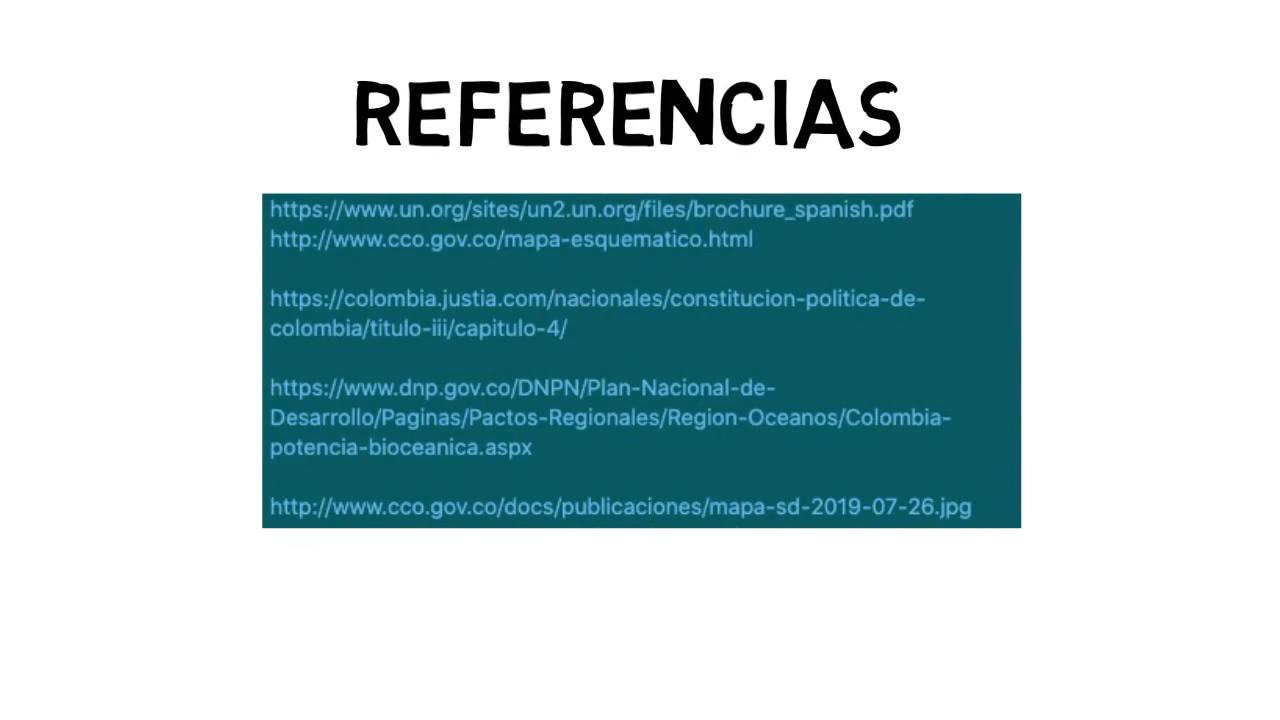 REFERENCIAS
https://www.un.org/sites/un2.un.org/files/brochure_spanish.pdf
http://www.cco.gov.co/mapa-esquematico.html
https://colombia.justia.com/nacionales/constitucion-politica-de-
colombia/titulo-iii/capitulo-4/
https://www.dnp.gov.co/DNPN/Plan-Nacional-de-
Desarrollo/Paginas/Pactos-Regionales/Region-Oceanos/Colombia-
potencia-bioceanica.aspx
http://www.cco.gov.co/docs/publicaciones/mapa-sd-2019-07-26.jpg